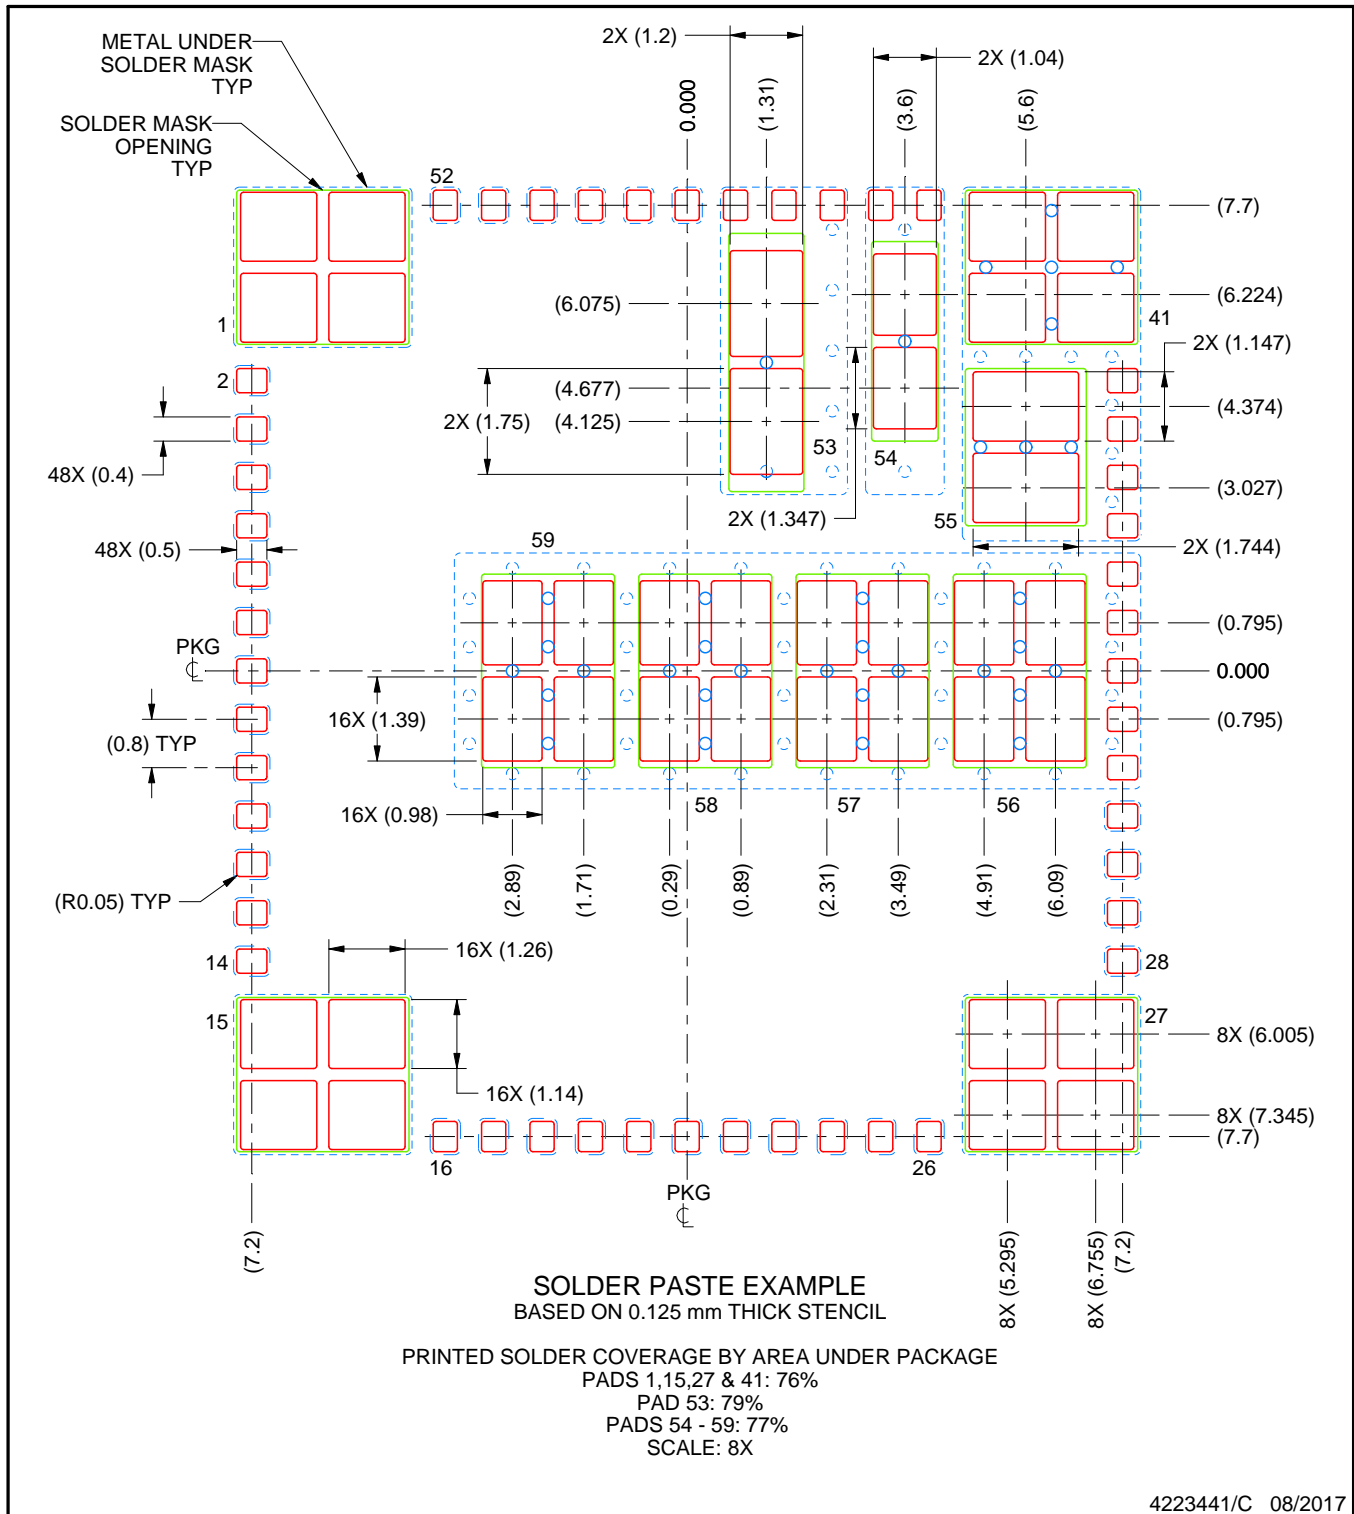 METAL UNDER
SOLDER MASK
TYP
SOLDER MASK
OPENING
TYP
2X (1.2)
2X (1.04)
0.000
(1.31)
(3.6)
(5.6)
52
(7.7)
(6.075)
(6.224)
1
41
2X (1.147)
2
(4.677)
(4.374)
2X (1.75)
(4.125)
53
54
48X (0.4)
(3.027)
2X (1.347)
55
48X (0.5)
59
2X (1.744)
(0.795)
PKG
0.000
16X (1.39)
(0.795)
(0.8) TYP
16X (0.98)
58
57
56
(R0.05) TYP
(2.89)
(1.71)
(0.29)
(0.89)
(2.31)
(3.49)
(4.91)
(6.09)
14
16X (1.26)
28
15
27
8X (6.005)
16X (1.14)
8X (7.345)
(7.7)
16
26
PKG
(7.2)
8X (5.295)
8X (6.755)
(7.2)
SOLDER PASTE EXAMPLE
BASED ON 0.125 mm THICK STENCIL
PRINTED SOLDER COVERAGE BY AREA UNDER PACKAGE
PADS 1,15,27 & 41: 76%
PAD 53: 79%
PADS 54 - 59: 77%
SCALE: 8X
4223441/C 08/2017